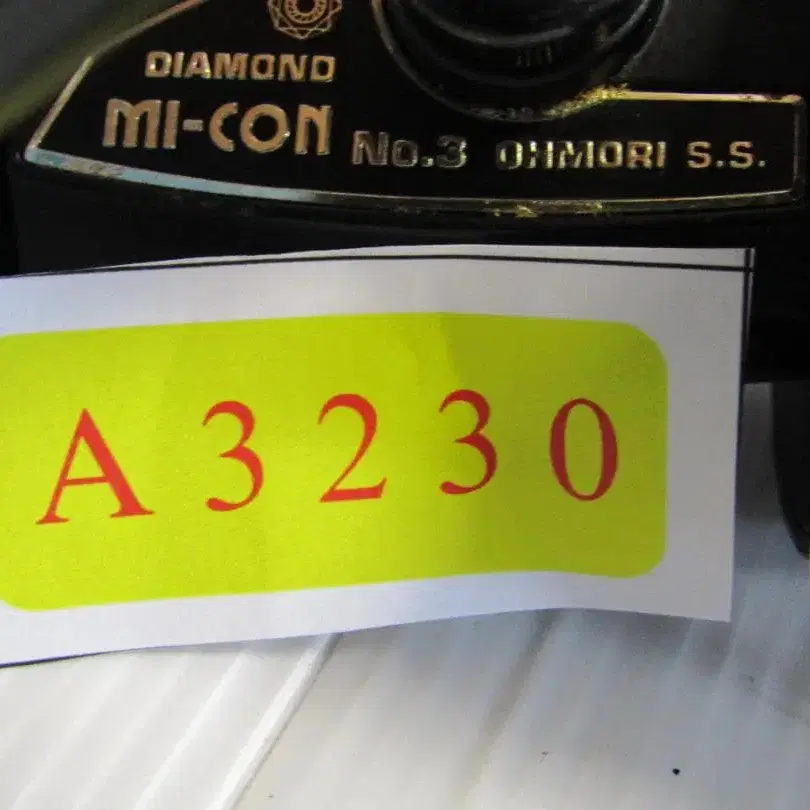 DIAMOND
MI-CON No.3 OHMORI S.S.
A3230